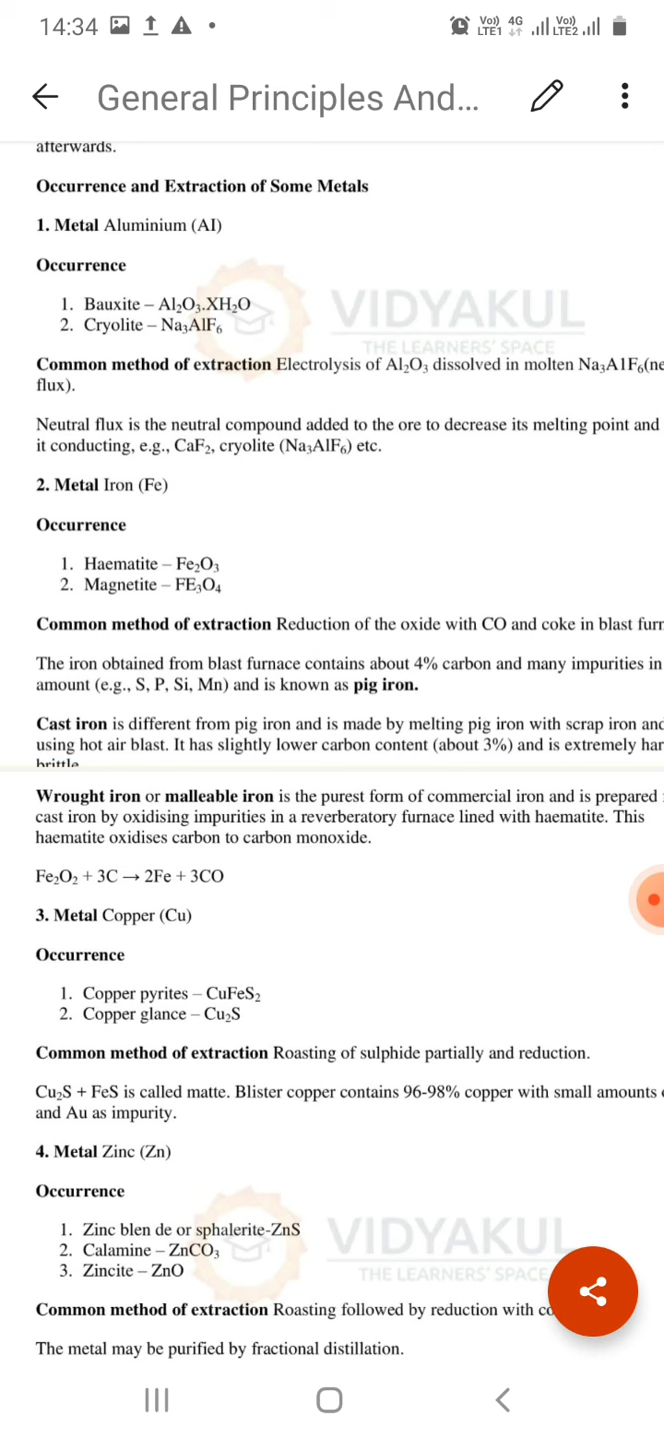 14:34
Vo)) 4G Vo))
LTE1 LTE2
General Principles And...
afterwards.
Occurrence and Extraction of Some Metals
1. Metal Aluminium (AI)
Occurrence
1. Bauxite – Al₂O₃.XH₂O
2. Cryolite – Na₃AlF₆
VIDYAKUL
THE LEARNERS' SPACE
Common method of extraction Electrolysis of Al₂O₃ dissolved in molten Na₃A1F₆(ne
flux).
Neutral flux is the neutral compound added to the ore to decrease its melting point and
it conducting, e.g., CaF₂, cryolite (Na₃AlF₆) etc.
2. Metal Iron (Fe)
Occurrence
1. Haematite – Fe₂O₃
2. Magnetite – FE₃O₄
Common method of extraction Reduction of the oxide with CO and coke in blast furn
The iron obtained from blast furnace contains about 4% carbon and many impurities in
amount (e.g., S, P, Si, Mn) and is known as pig iron.
Cast iron is different from pig iron and is made by melting pig iron with scrap iron and
using hot air blast. It has slightly lower carbon content (about 3%) and is extremely har
brittle
Wrought iron or malleable iron is the purest form of commercial iron and is prepared
cast iron by oxidising impurities in a reverberatory furnace lined with haematite. This
haematite oxidises carbon to carbon monoxide.
Fe₂O₂ + 3C → 2Fe + 3CO
3. Metal Copper (Cu)
Occurrence
1. Copper pyrites – CuFeS₂
2. Copper glance – Cu₂S
Common method of extraction Roasting of sulphide partially and reduction.
Cu₂S + FeS is called matte. Blister copper contains 96-98% copper with small amounts
and Au as impurity.
4. Metal Zinc (Zn)
Occurrence
1. Zinc blen de or sphalerite-ZnS
2. Calamine – ZnCO₃
3. Zincite – ZnO
VIDYAKUL
THE LEARNERS' SPACE
Common method of extraction Roasting followed by reduction with co
The metal may be purified by fractional distillation.